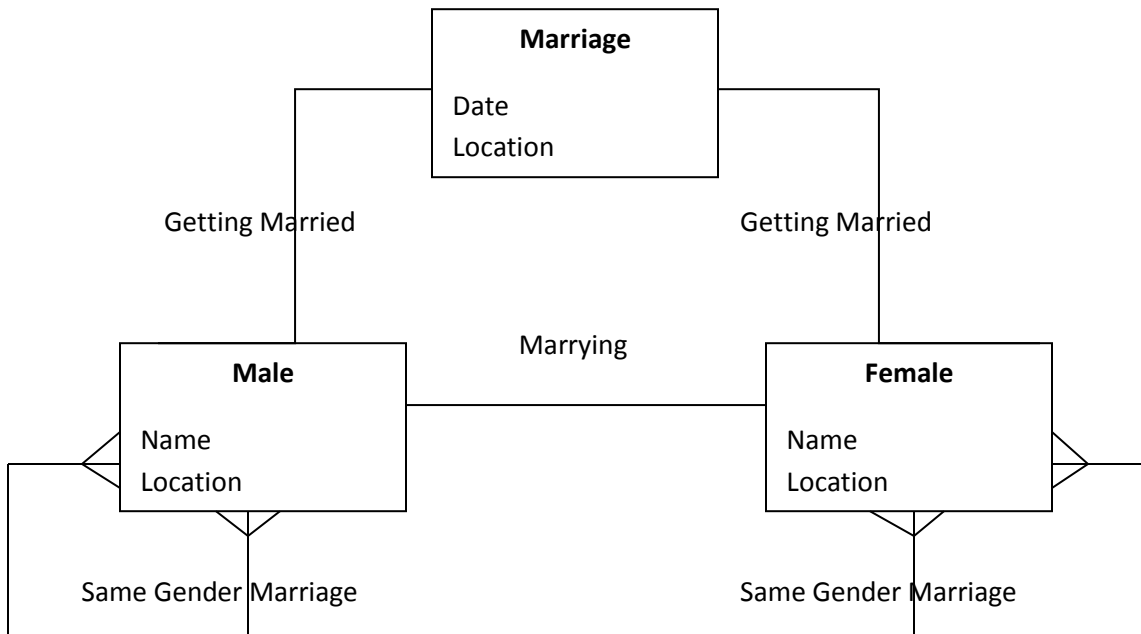 Marriage
Date
Location
Getting Married
Getting Married
Marrying
Male
Name
Location
Female
Name
Location
Same Gender Marriage
Same Gender Marriage